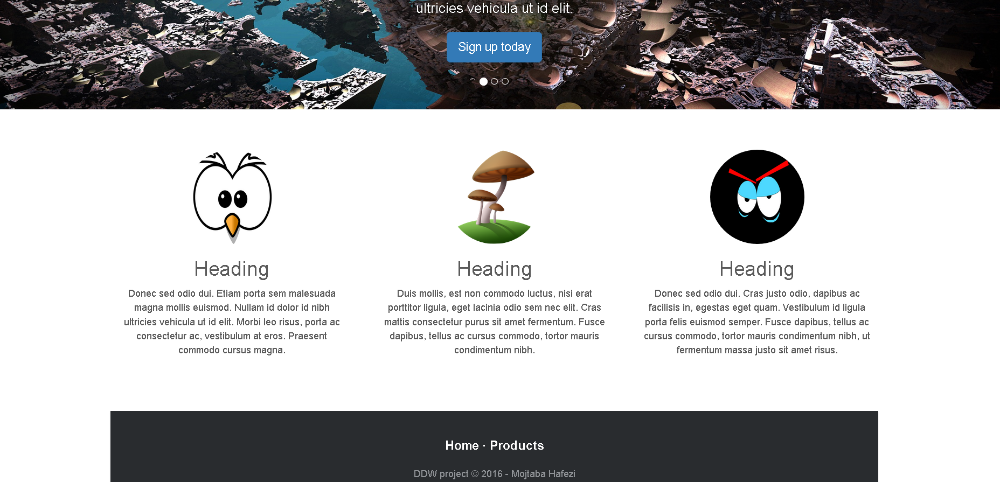 ultricies vehicula ut id elit.
Sign up today
Heading
Donec sed odio dui. Etiam porta sem malesuada
magna mollis euismod. Nullam id dolor id nibh
ultricies vehicula ut id elit. Morbi leo risus, porta ac
consectetur ac, vestibulum at eros. Praesent
commodo cursus magna.
Heading
Duis mollis, est non commodo luctus, nisi erat
porttitor ligula, eget lacinia odio sem nec elit. Cras
mattis consectetur purus sit amet fermentum. Fusce
dapibus, tellus ac cursus commodo, tortor mauris
condimentum nibh.
Heading
Donec sed odio dui. Cras justo odio, dapibus ac
facilisis in, egestas eget quam. Vestibulum id ligula
porta felis euismod semper. Fusce dapibus, tellus ac
cursus commodo, tortor mauris condimentum nibh, ut
fermentum massa justo sit amet risus.
Home · Products
DDW project © 2016 - Mojtaba Hafezi